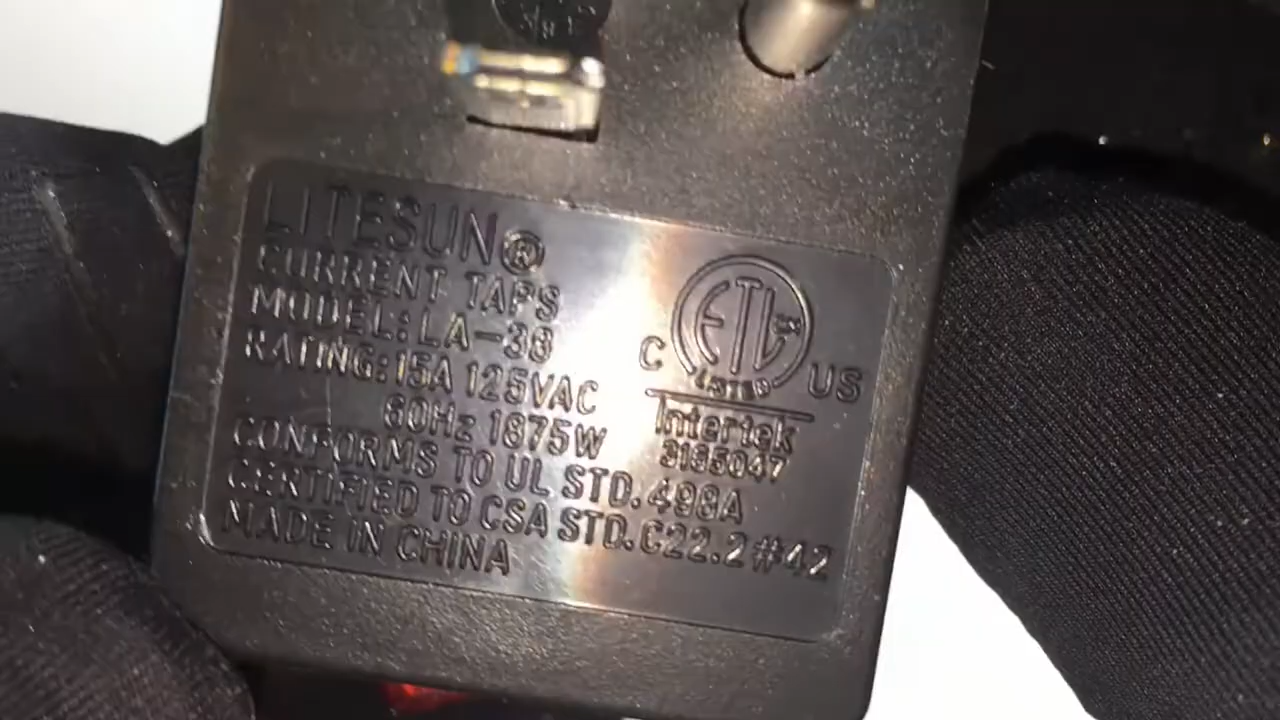 LITESUN®
CURRENT TAPS
MODEL: LA-38
RATING: 15A 125VAC
60Hz 1875W
CONFORMS TO UL STD. 498A
CERTIFIED TO CSA STD. C22.2#42
MADE IN CHINA
ETL
LISTED
C US
Intertek
3185047